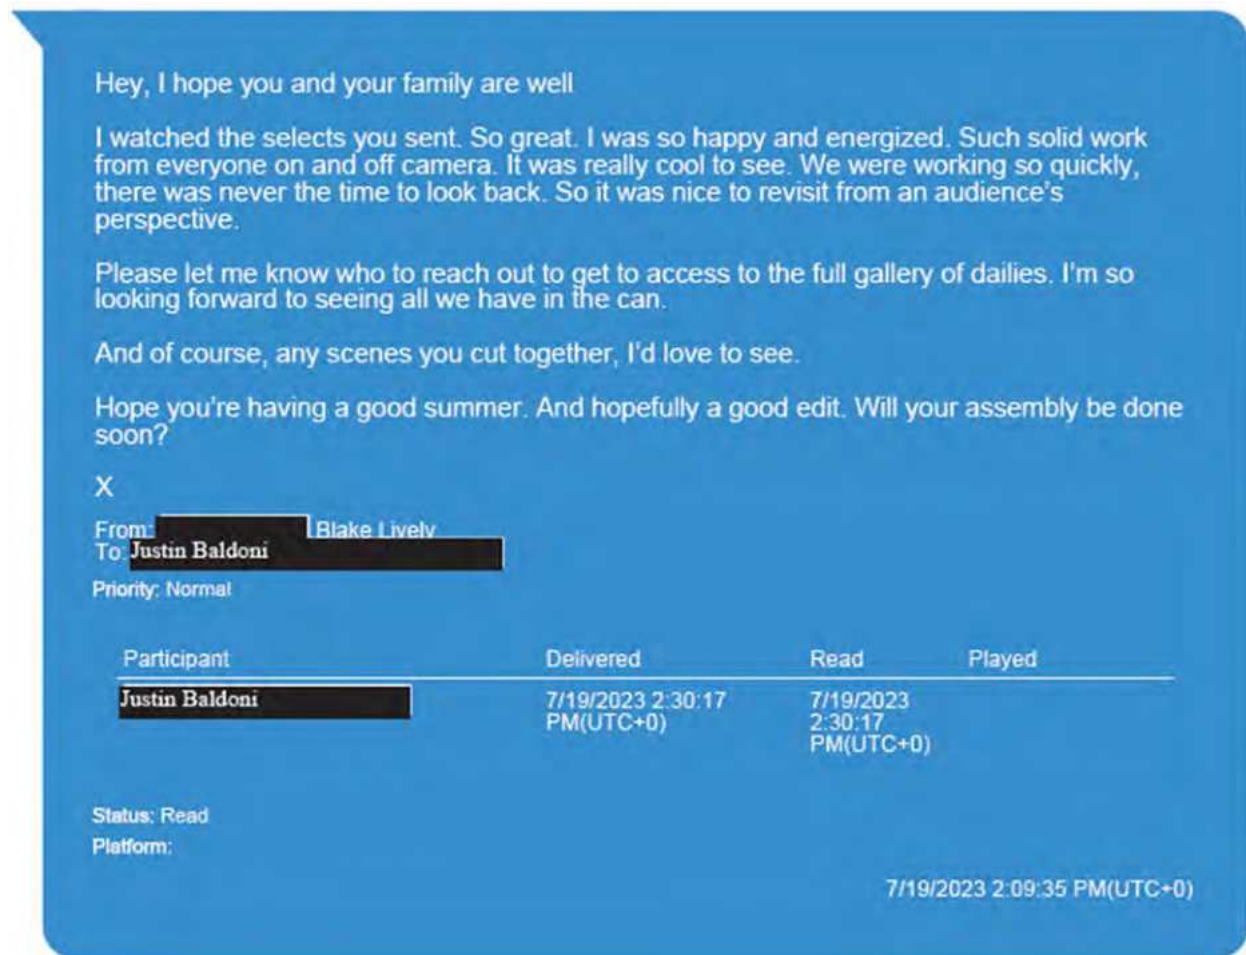 Hey, I hope you and your family are well
I watched the selects you sent. So great. I was so happy and energized. Such solid work
from everyone on and off camera. It was really cool to see. We were working so quickly,
there was never the time to look back. So it was nice to revisit from an audience's
perspective.
Please let me know who to reach out to get to access to the full gallery of dailies. I'm so
looking forward to seeing all we have in the can.
And of course, any scenes you cut together, I'd love to see.
Hope you're having a good summer. And hopefully a good edit. Will your assembly be done
soon?
X
From: Blake Lively
To: Justin Baldoni
Priority: Normal
Participant Delivered Read Played
Justin Baldoni 7/19/2023 2:30:17 7/19/2023
PM(UTC+0) 2:30:17
PM(UTC+0)
Status: Read
Platform:
7/19/2023 2:09:35 PM(UTC+0)